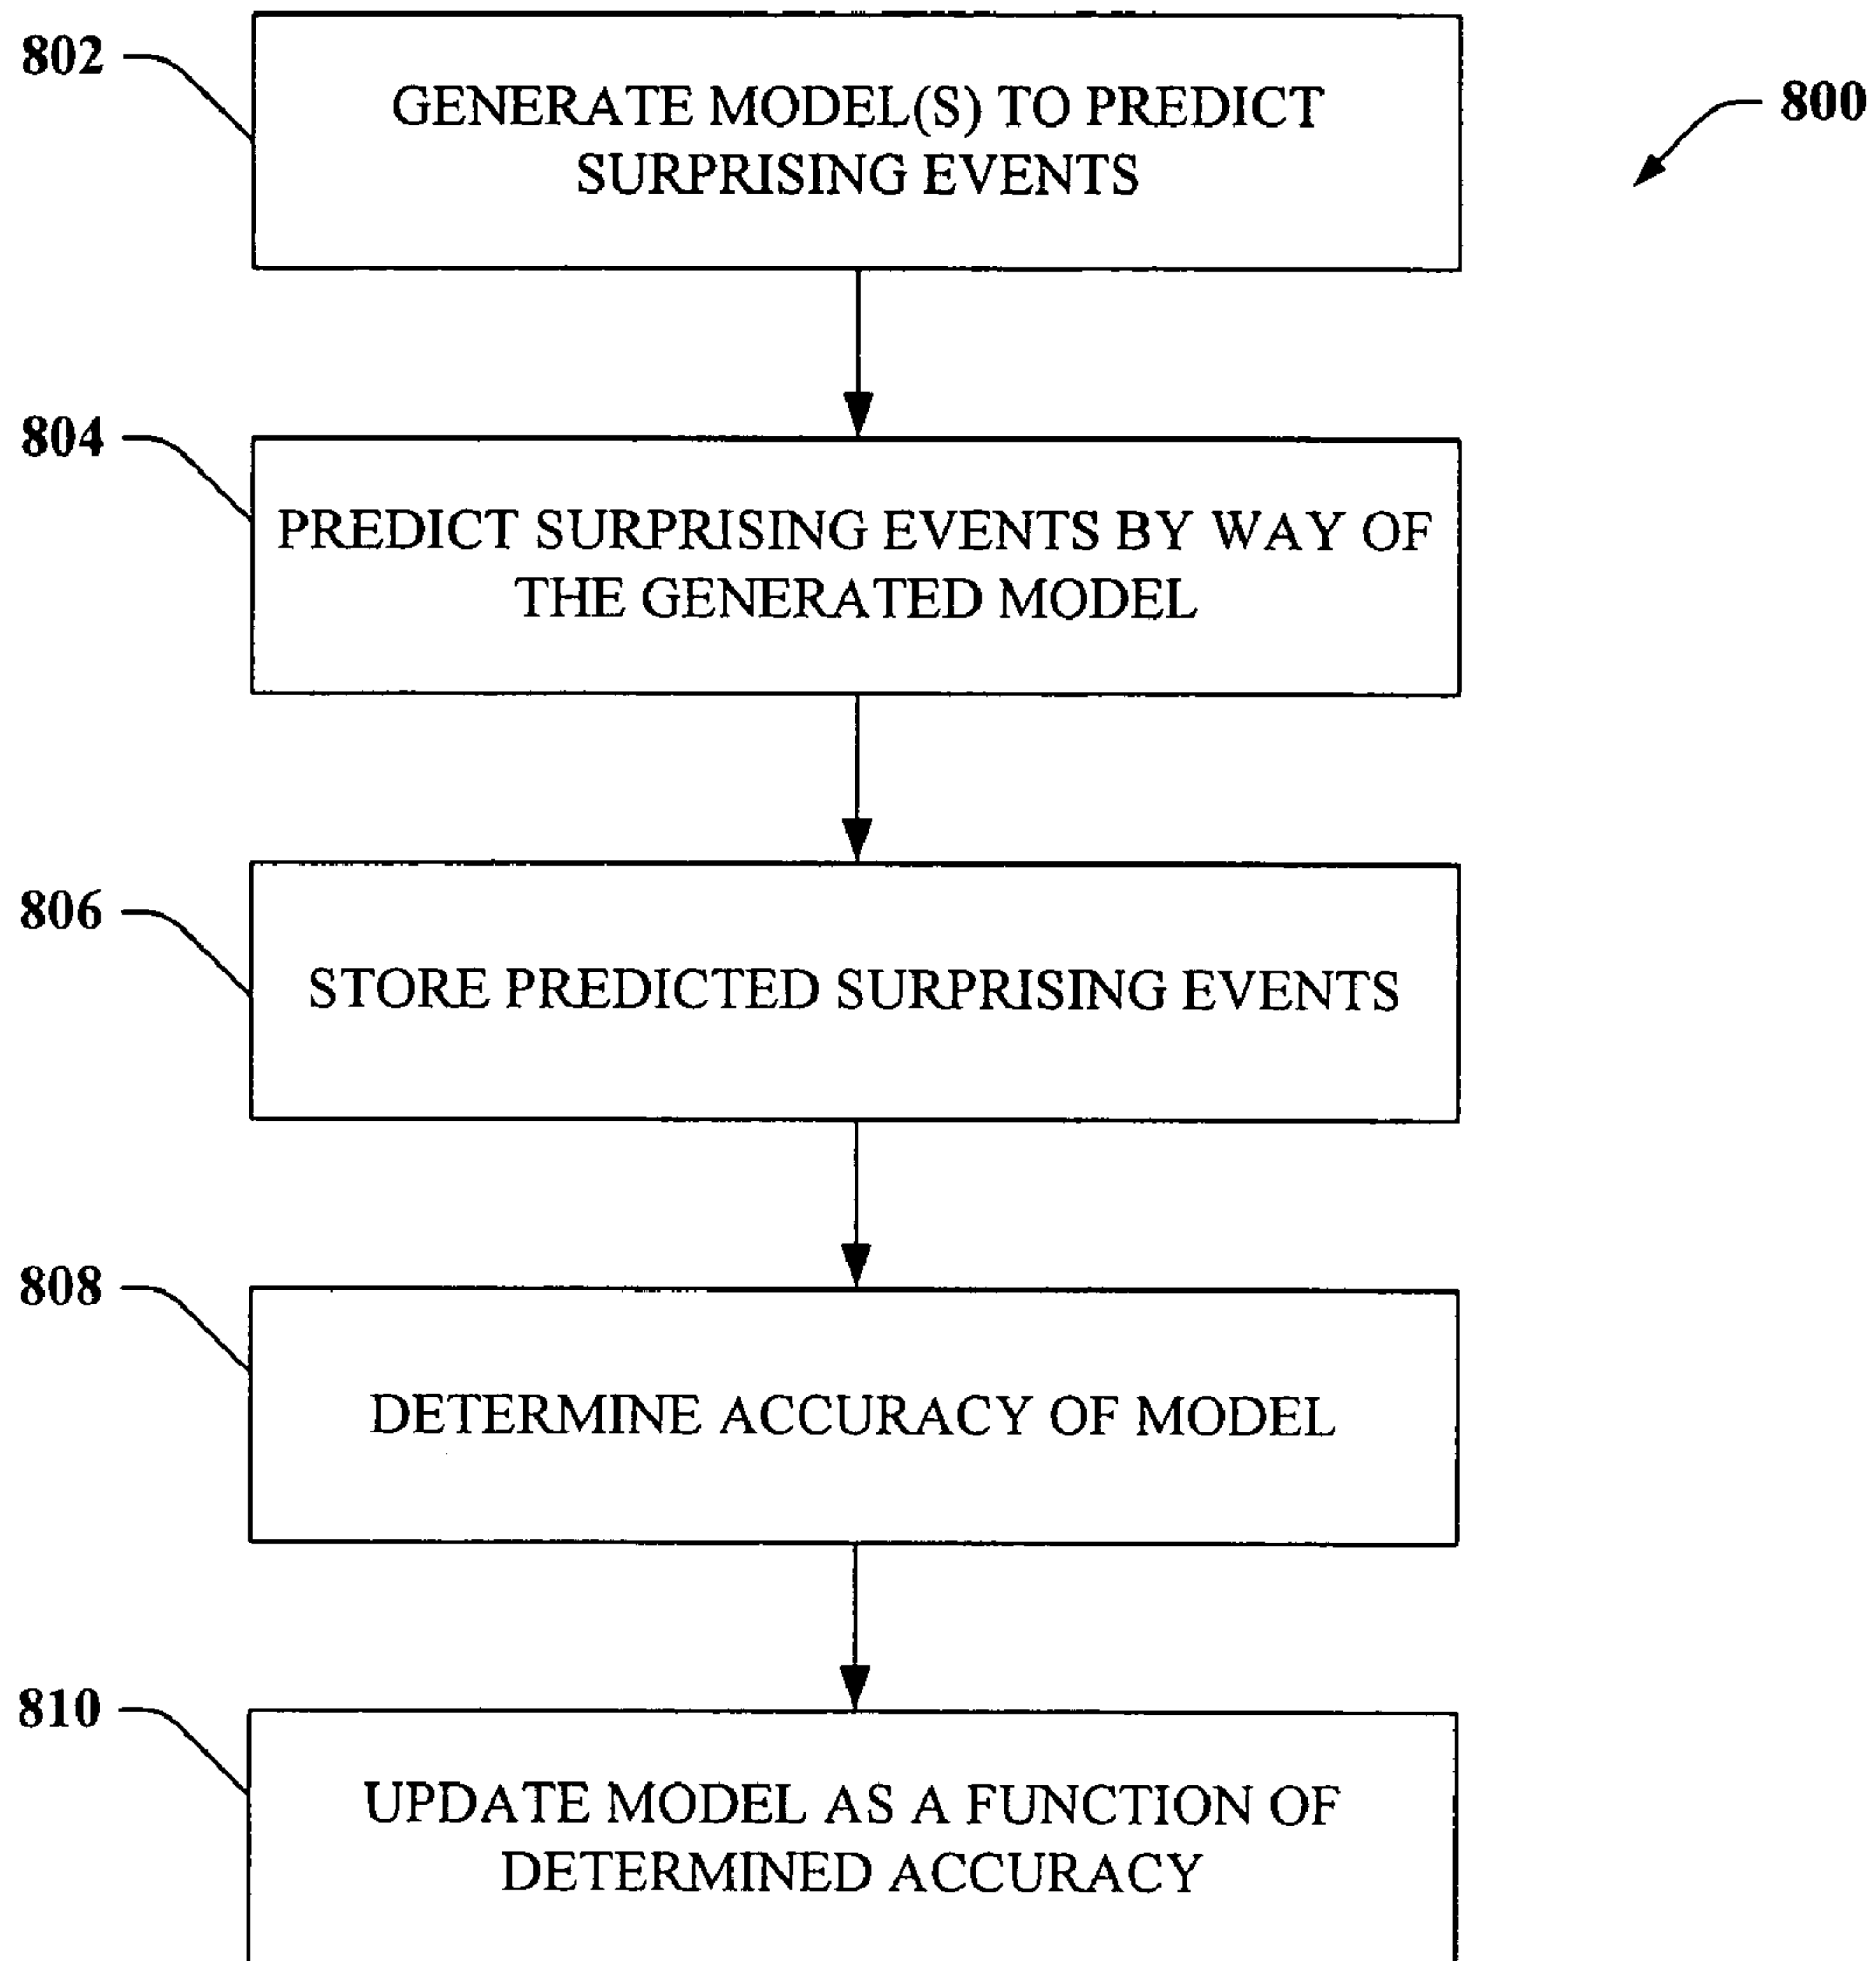 802
GENERATE MODEL(S) TO PREDICT
SURPRISING EVENTS
800
804
PREDICT SURPRISING EVENTS BY WAY OF
THE GENERATED MODEL
806
STORE PREDICTED SURPRISING EVENTS
808
DETERMINE ACCURACY OF MODEL
810
UPDATE MODEL AS A FUNCTION OF
DETERMINED ACCURACY